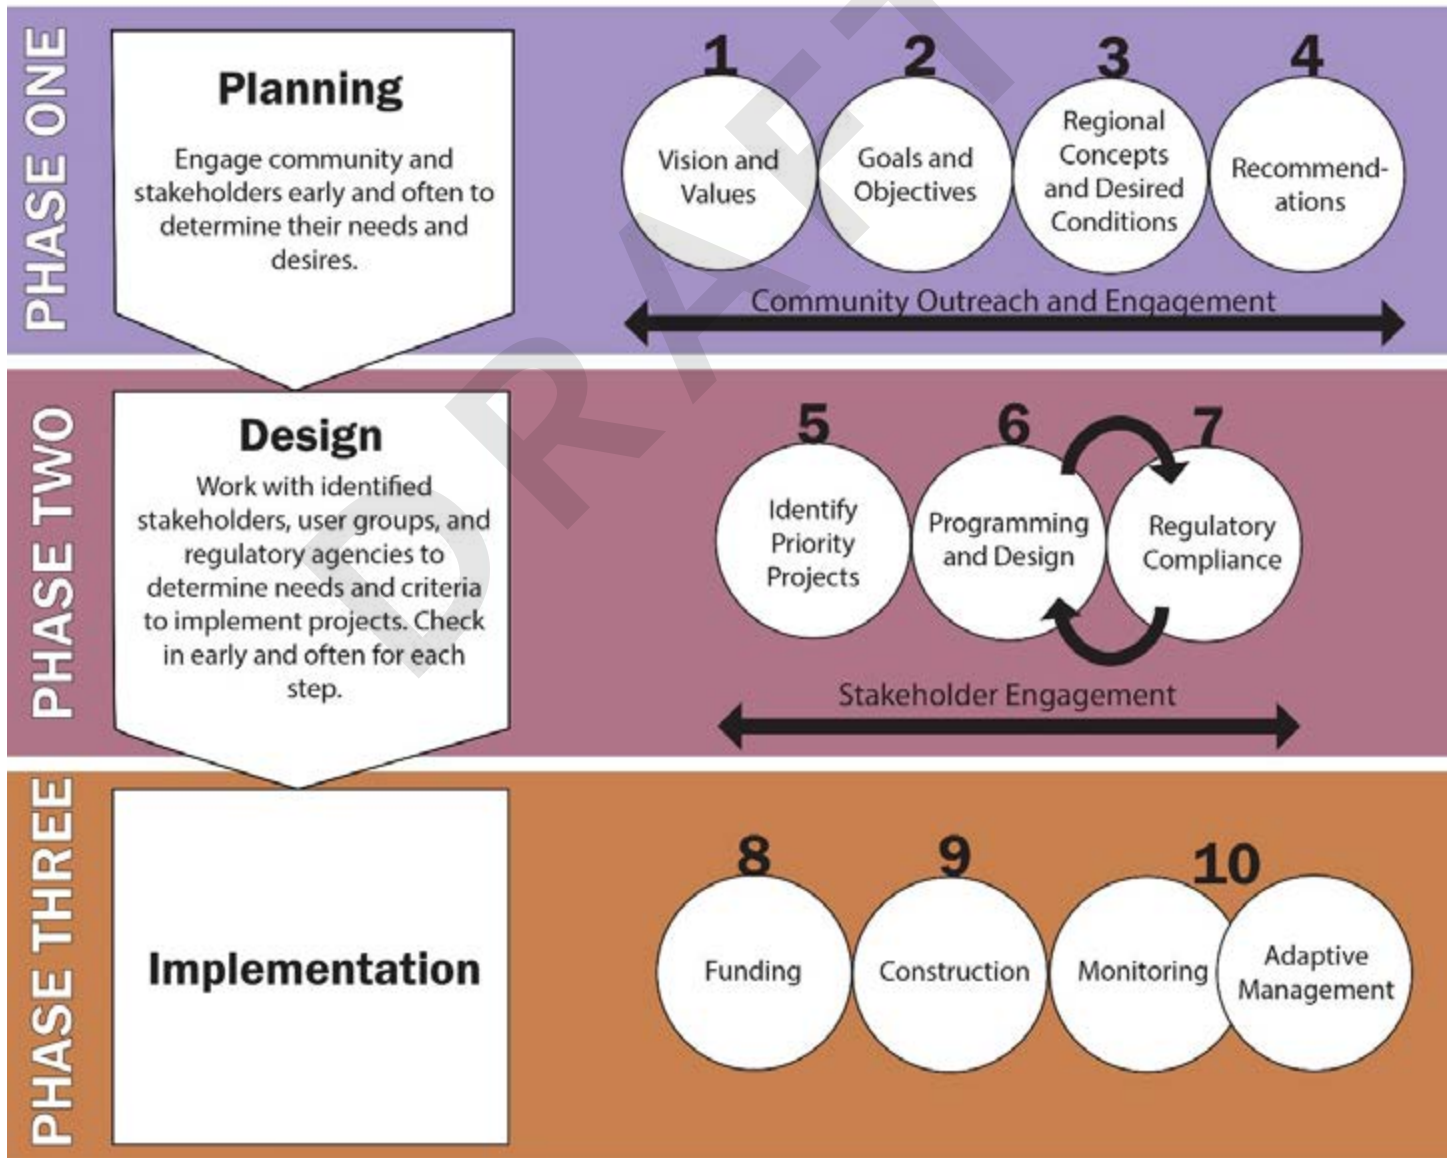 PHASE ONE
Planning
Engage community and
stakeholders early and often to
determine their needs and
desires.
1
Vision and
Values
2
Goals and
Objectives
3
Regional
Concepts
and Desired
Conditions
4
Recommend-
ations
Community Outreach and Engagement
PHASE TWO
Design
Work with identified
stakeholders, user groups, and
regulatory agencies to
determine needs and criteria
to implement projects. Check
in early and often for each
step.
5
Identify
Priority
Projects
6
Programming
and Design
7
Regulatory
Compliance
Stakeholder Engagement
PHASE THREE
Implementation
8
Funding
9
Construction
10
Monitoring
Adaptive
Management
DRAFT